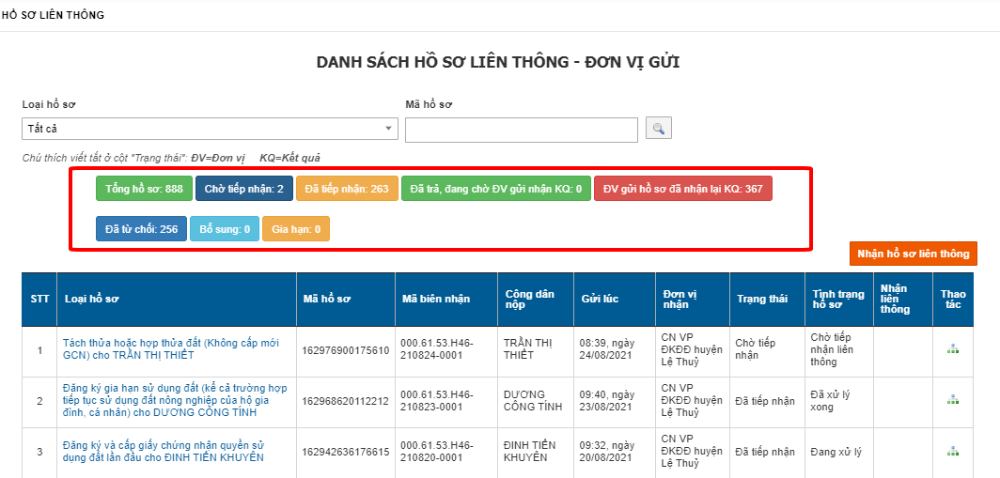 HỒ SƠ LIÊN THÔNG
DANH SÁCH HỒ SƠ LIÊN THÔNG - ĐƠN VỊ GỬI
Loại hồ sơ
Mã hồ sơ
Tất cả
Chú thích viết tắt ở cột "Trạng thái": ĐV=Đơn vị KQ=Kết quả
Tổng hồ sơ: 888 Chờ tiếp nhận: 2 Đã tiếp nhận: 263 Đã trả, đang chờ ĐV gửi nhận KQ: 0 ĐV gửi hồ sơ đã nhận lại KQ: 367
Đã từ chối: 256 Bổ sung: 0 Gia hạn: 0
Nhận hồ sơ liên thông
STT
Loại hồ sơ
Mã hồ sơ
Mã biên nhận
Công dân
nộp
Gửi lúc
Đơn vị
nhận
Trạng thái
Tình trạng
hồ sơ
Nhận
liên
thông
Thao
tác
1
Tách thửa hoặc hợp thửa đất (Không cấp mới
GCN) cho TRẦN THỊ THIẾT
162976900175610
000.61.53.H46-
210824-0001
TRẦN THỊ
THIẾT
08:39, ngày
24/08/2021
CN VP
ĐKĐĐ huyện
Lệ Thuỷ
Chờ tiếp
nhận
Chờ tiếp
nhận liên
thông
2
Đăng ký gia hạn sử dụng đất (kể cả trường hợp
tiếp tục sử dụng đất nông nghiệp của hộ gia
đình, cá nhân) cho DƯƠNG CÔNG TÍNH
162968620112212
000.61.53.H46-
210823-0001
DƯƠNG
CÔNG TÍNH
09:40, ngày
23/08/2021
CN VP
ĐKĐĐ huyện
Lệ Thuỷ
Đã tiếp nhận
Đã xử lý
xong
3
Đăng ký và cấp giấy chứng nhận quyền sử
dụng đất lần đầu cho ĐINH TIẾN KHUYẾN
162942636176615
000.61.53.H46-
210820-0001
ĐINH TIẾN
KHUYẾN
09:32, ngày
20/08/2021
CN VP
ĐKĐĐ huyện
Lệ Thuỷ
Đã tiếp nhận
Đang xử lý